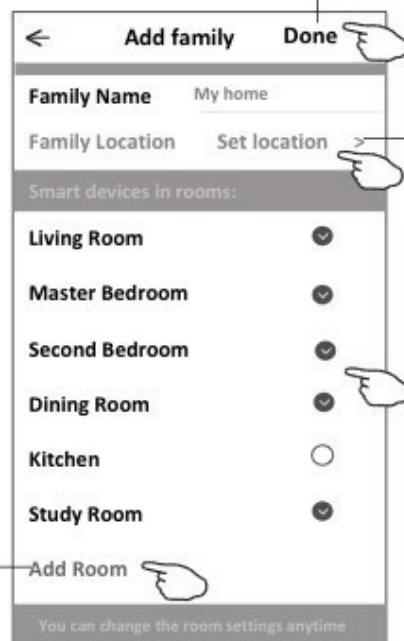 ← Add family Done
Family Name My home
Family Location Set location >
Smart devices in rooms:
Living Room
Master Bedroom
Second Bedroom
Dining Room
Kitchen
Study Room
Add Room
You can change the room settings anytime